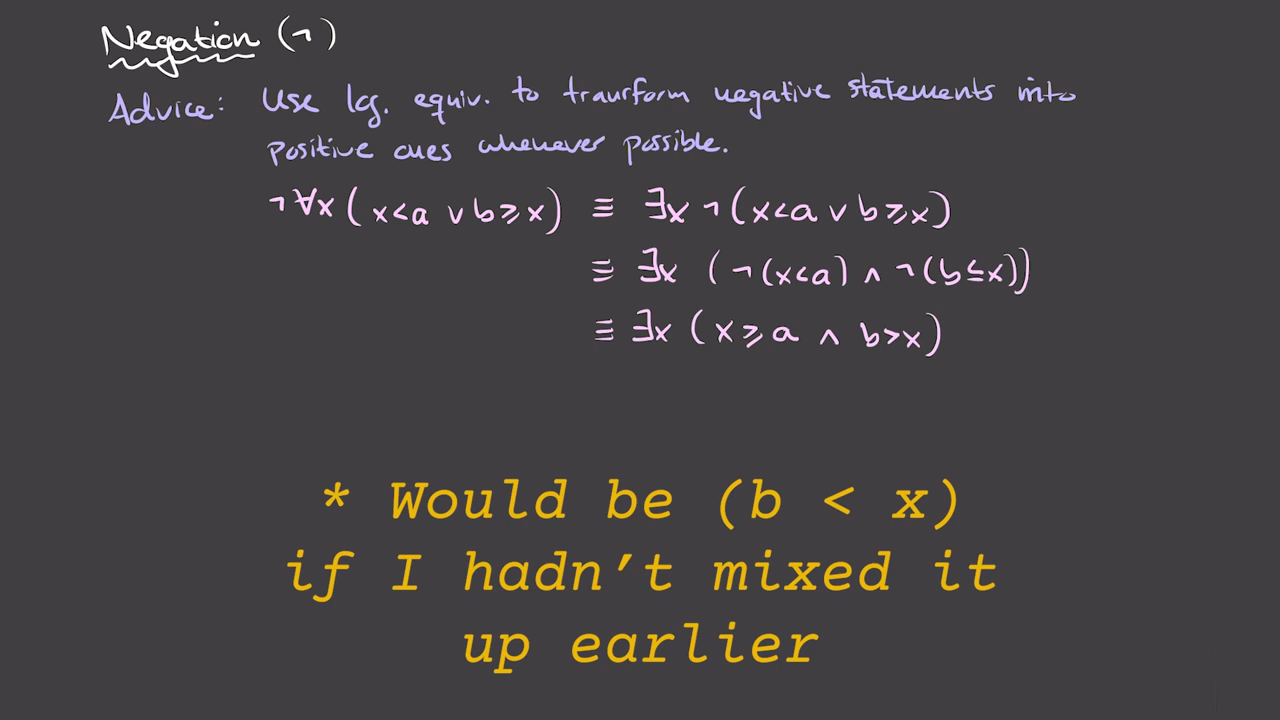 Negation (¬)
Advice: Use log. equiv. to transform negative statements into
positive ones whenever possible.
¬∀x (x<a ∨ b⩾x) ≡ ∃x ¬(x<a ∨ b⩾x)
≡ ∃x (¬(x<a) ∧ ¬(b≤x))
≡ ∃x (x⩾a ∧ b>x)
* Would be (b < x)
if I hadn't mixed it
up earlier